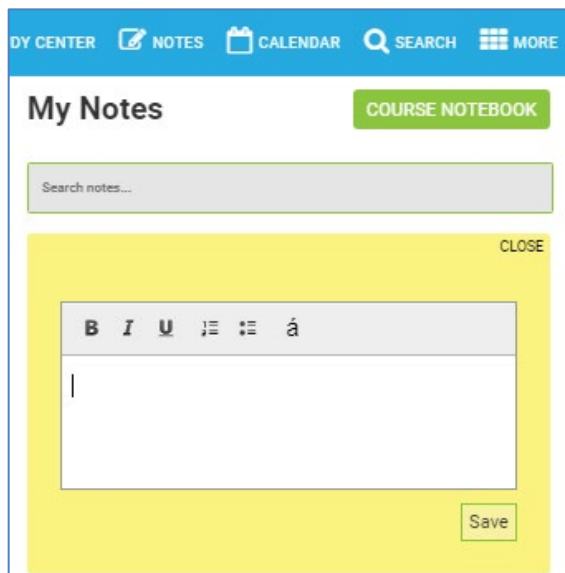 DY CENTER NOTES CALENDAR SEARCH MORE
My Notes COURSE NOTEBOOK
Search notes...
CLOSE
B I U á
Save